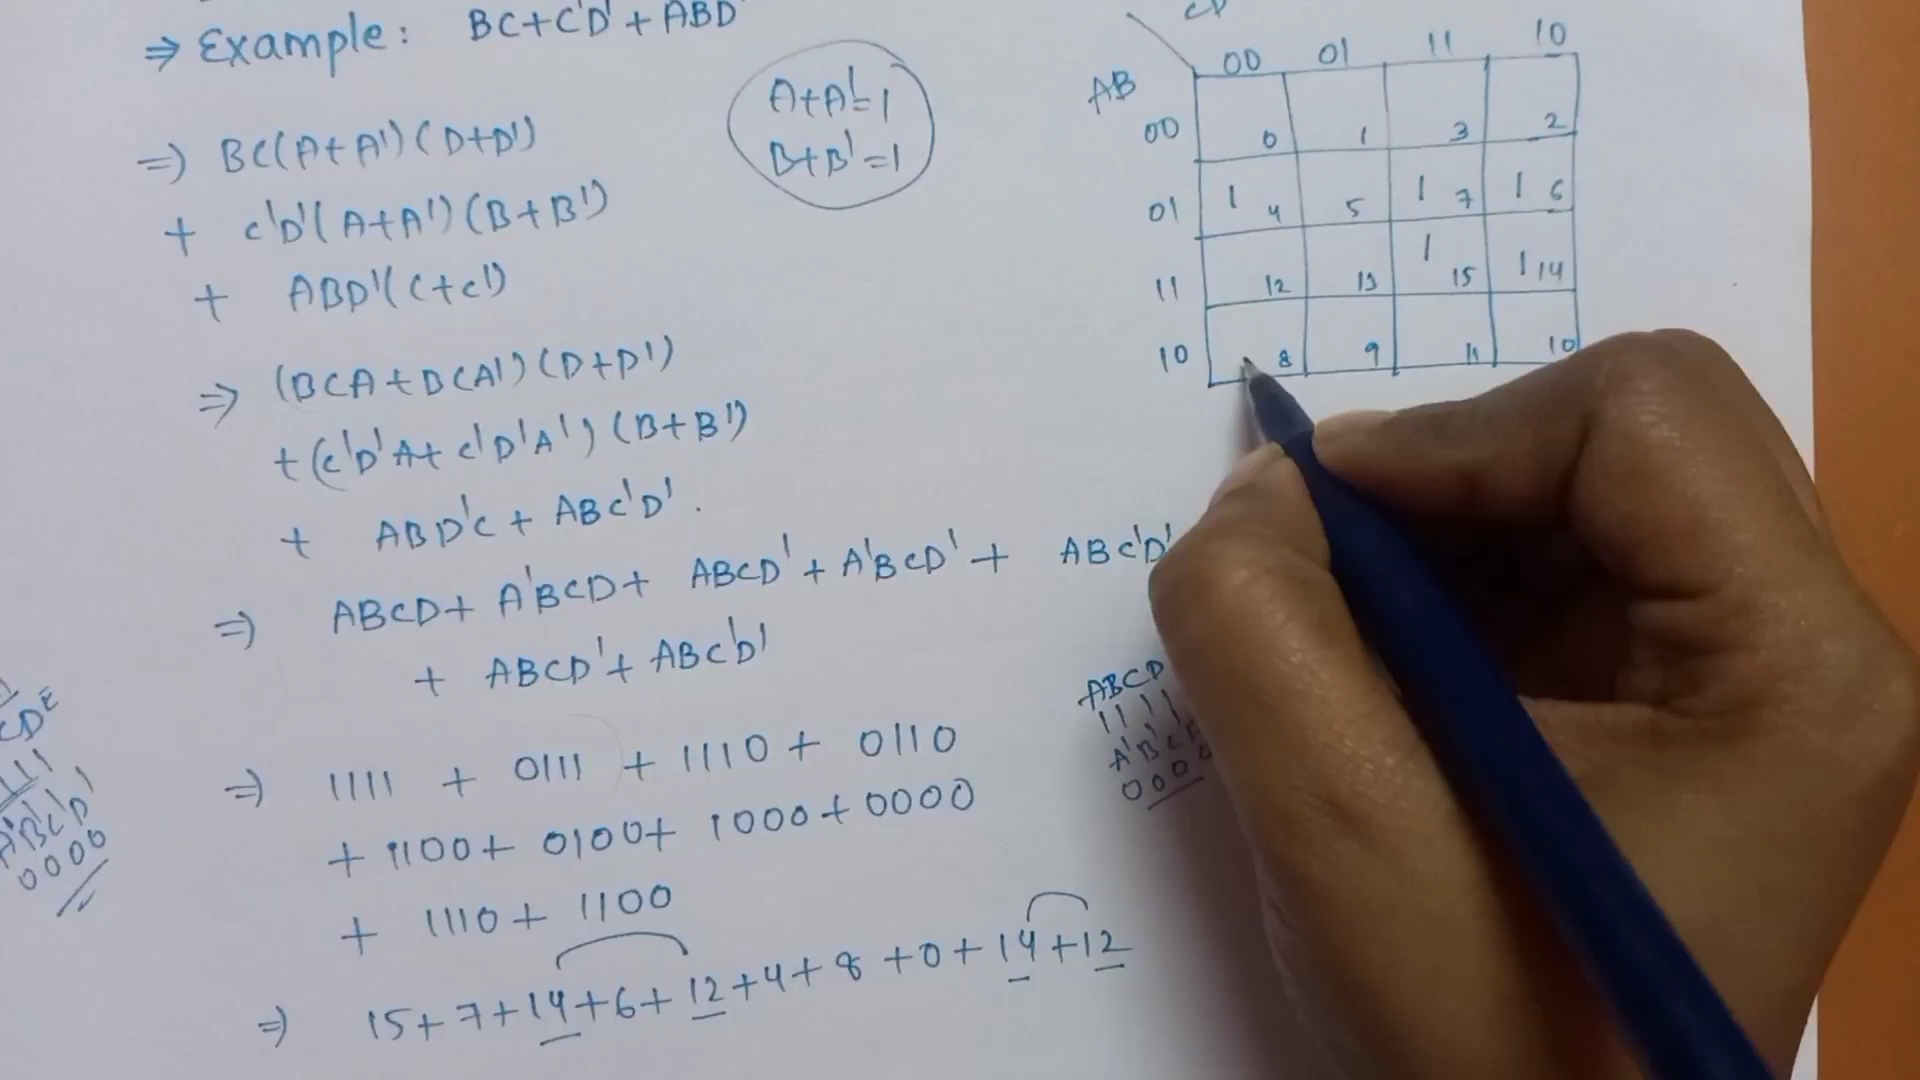 ⇒ Example: BC+C'D'+ABD'
⇒ BC(A+A')(D+D')
+ C'D'(A+A')(B+B')
+ ABD'(C+C')
A+A'=1
B+B'=1
⇒ (BCA+BCA')(D+D')
+(C'D'A+C'D'A')(B+B')
+ ABD'C+ABC'D'.
⇒ ABCD+A'BCD+ABCD'+A'BCD'+ ABC'D'
+ ABCD'+ABC'D'
⇒ 1111 + 0111 + 1110 + 0110
+ 1100+ 0100+ 1000+0000
+ 1110+ 1100
⇒ 15+7+14+6+12+4+8+0+14+12
CD
AB
00 01 11 10
00 0 1 3 2
01 1 4 5 1 7 1 6
11 12 13 1 15 1 14
10 8 9 11 10
ABCD
1111
A'B'C'
000
CDE
111
A'B'C'D'
0000